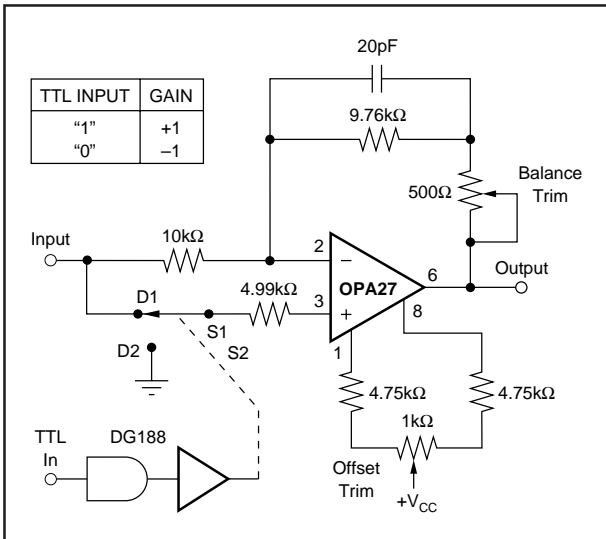 20pF
TTL INPUT GAIN
"1" +1
"0" –1
9.76kΩ
500Ω
Balance
Trim
Input
10kΩ
2
–
OPA27
6
Output
D1
S1
4.99kΩ
3
+
8
D2
S2
1
4.75kΩ
4.75kΩ
1kΩ
TTL
In
DG188
Offset
Trim
+VCC